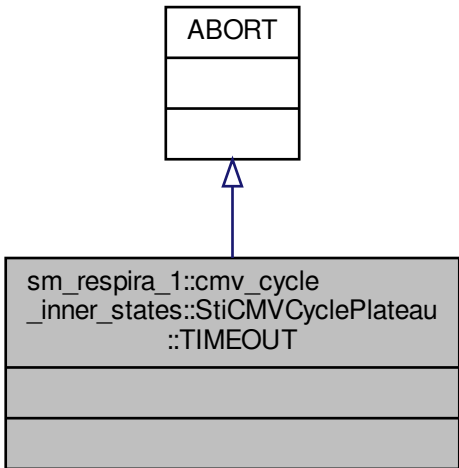 ABORT
sm_respira_1::cmv_cycle
_inner_states::StiCMVCyclePlateau
::TIMEOUT